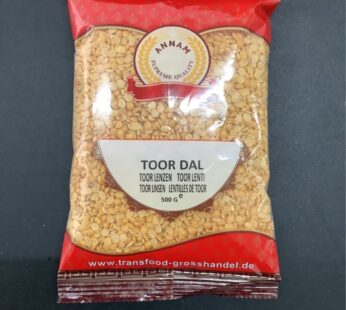 ANNAM
SUPREME QUALITY
TOOR DAL
TOOR LENZEN TOOR LENTI
TOOR LINSEN LENTILLES DE TOOR
500 G e
www.transfood-grosshandel.de